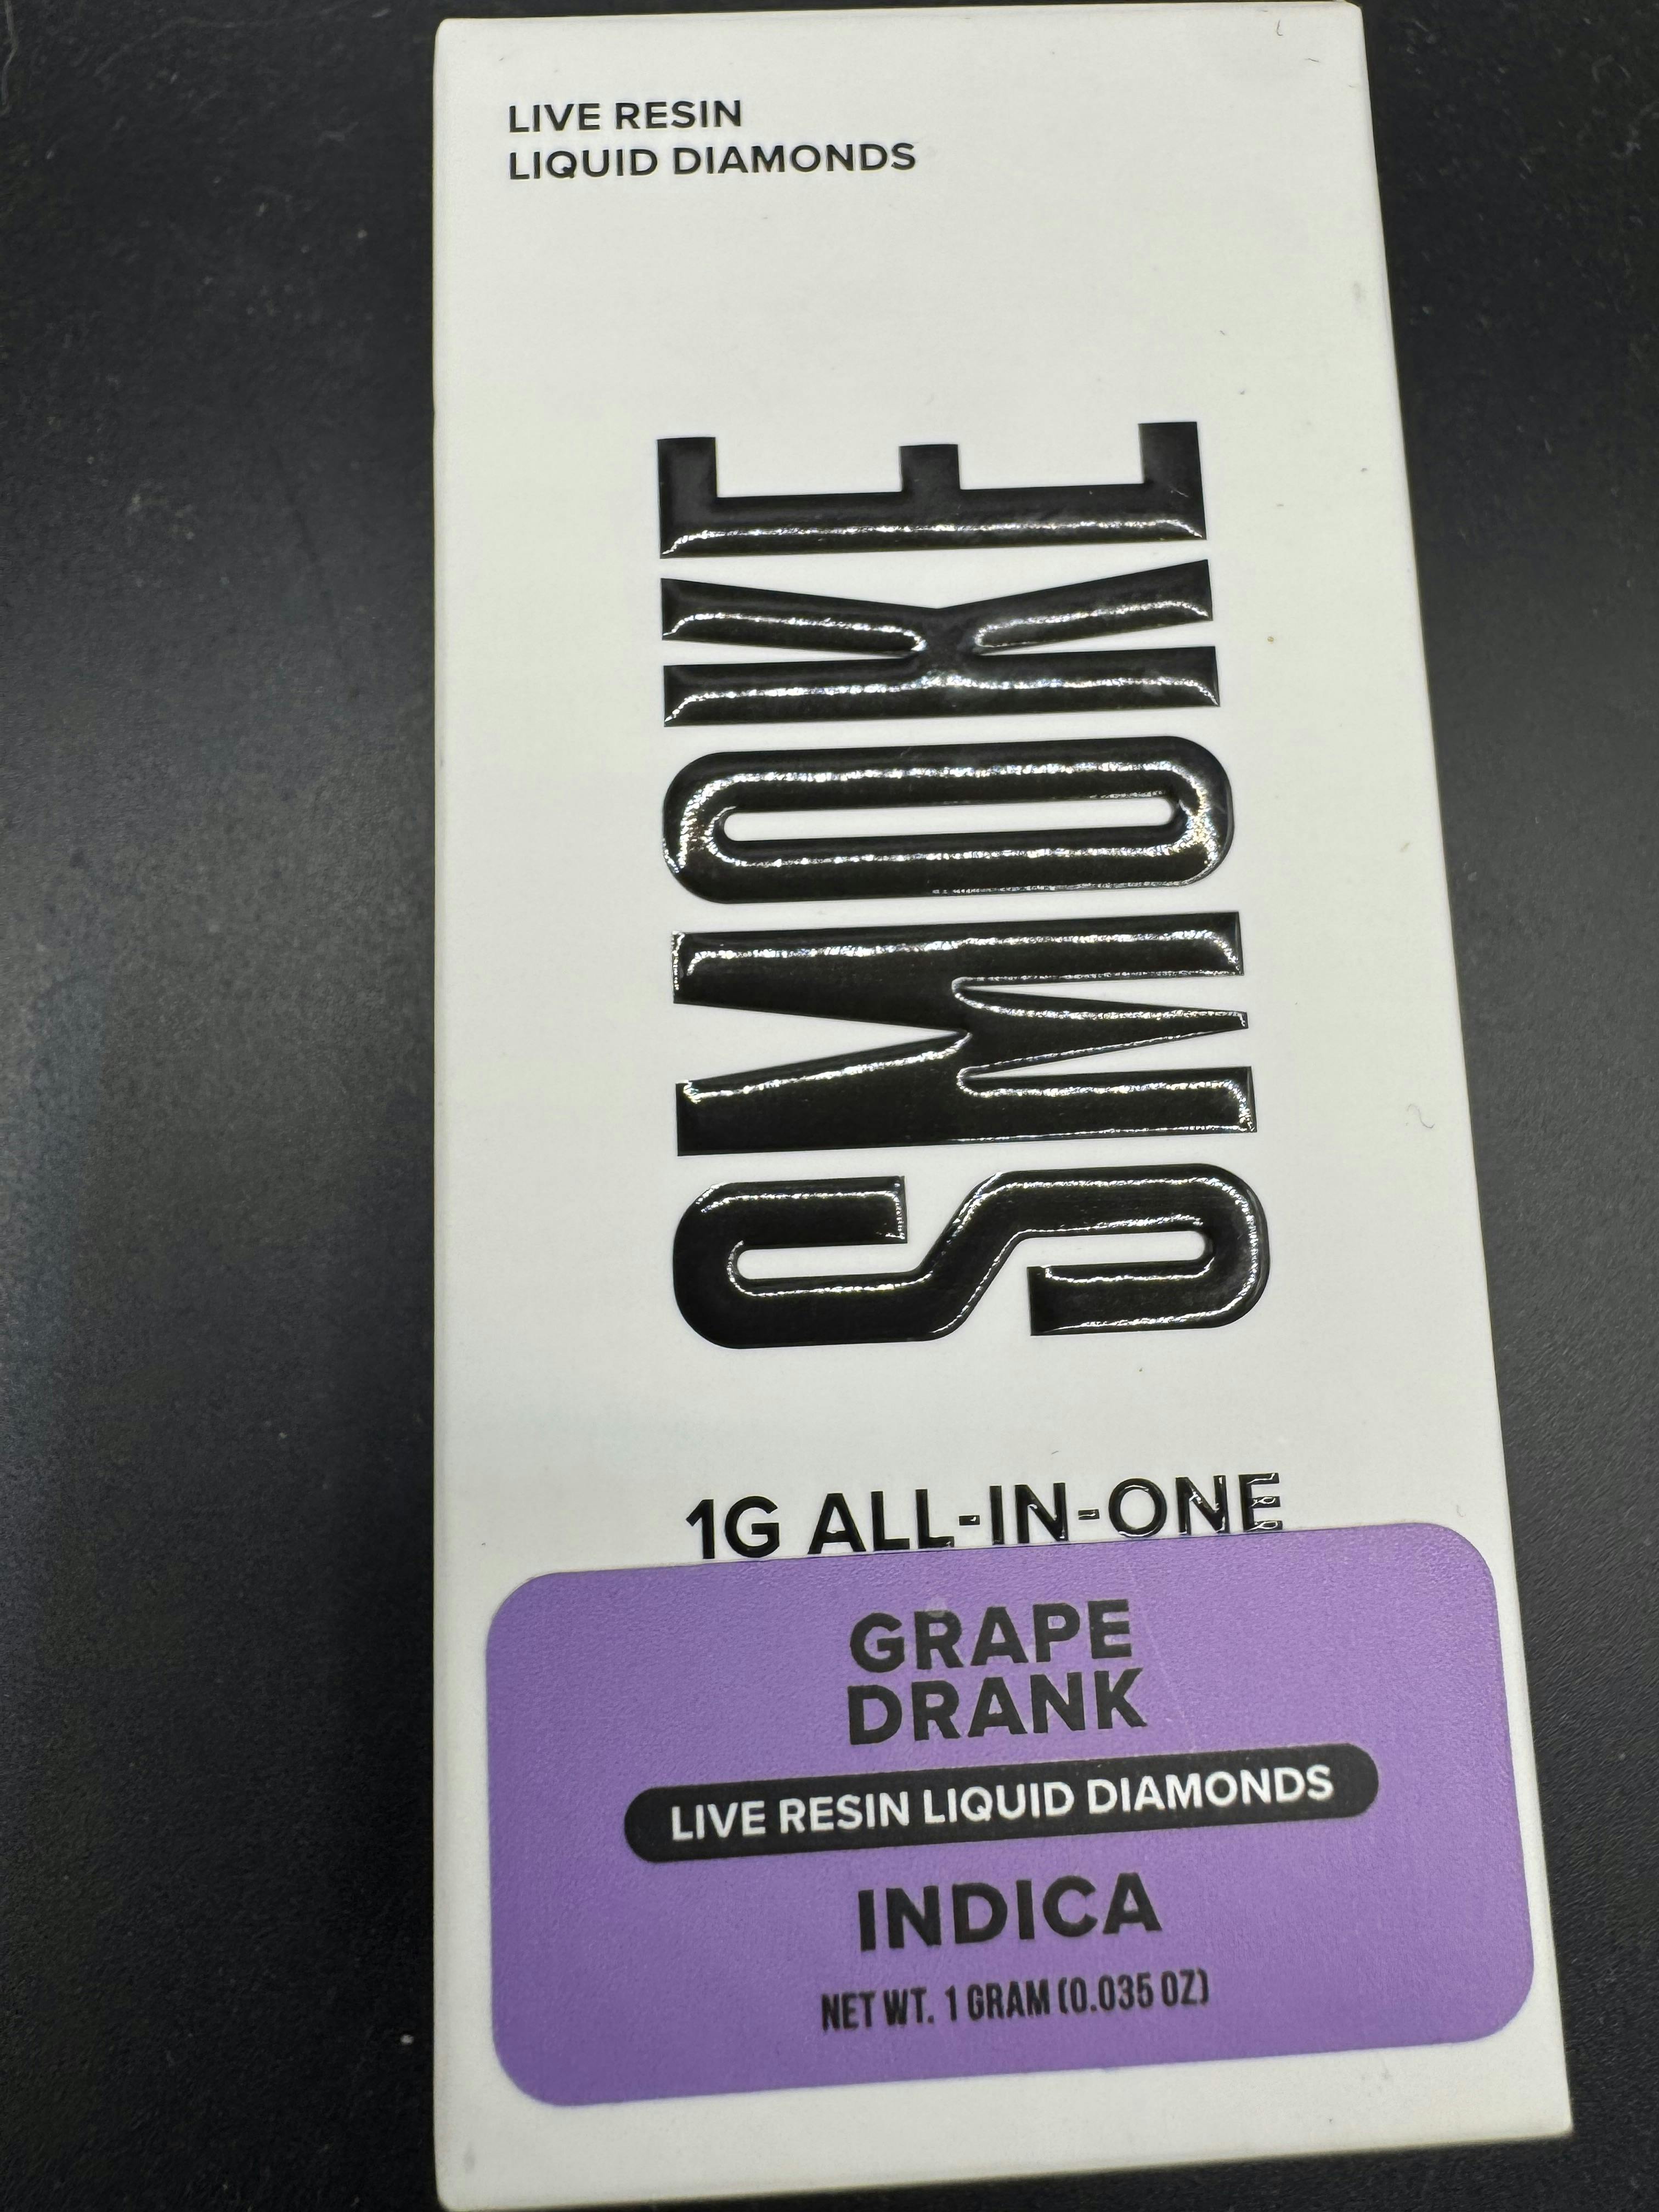 LIVE RESIN
LIQUID DIAMONDS
SMOKE
1G ALL-IN-ONE
GRAPE
DRANK
LIVE RESIN LIQUID DIAMONDS
INDICA
NET WT. 1 GRAM (0.035 OZ)